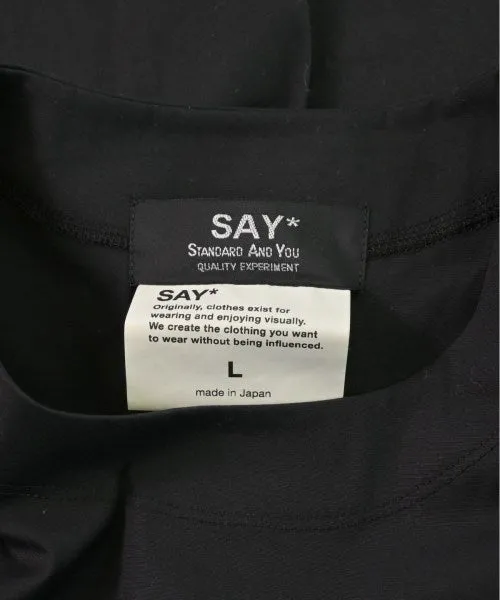 SAY*
STANDARD AND YOU
QUALITY EXPERIMENT
SAY*
Originally, clothes exist for
wearing and enjoying visually.
We create the clothing you want
to wear without being influenced.
L
made in Japan